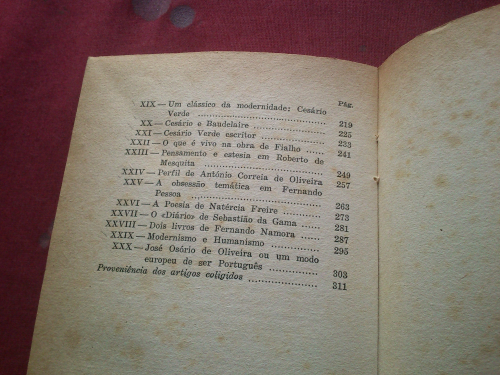 Pág.
XIX — Um clássico da modernidade: Cesário
Verde .................... 219
XX — Cesário e Baudelaire .................... 225
XXI — Cesário Verde escritor .................... 233
XXII — O que é vivo na obra de Fialho .......... 241
XXIII — Pensamento e estesia em Roberto de
Mesquita .................... 249
XXIV — Perfil de António Correia de Oliveira 257
XXV — A obsessão temática em Fernando
Pessoa .................... 263
XXVI — A Poesia de Natércia Freire .......... 273
XXVII — O «Diário» de Sebastião da Gama ...... 281
XXVIII — Dois livros de Fernando Namora ...... 287
XXIX — Modernismo e Humanismo .......... 295
XXX — José Osório de Oliveira ou um modo
europeu de ser Português .......... 303
Proveniência dos artigos coligidos .......... 311